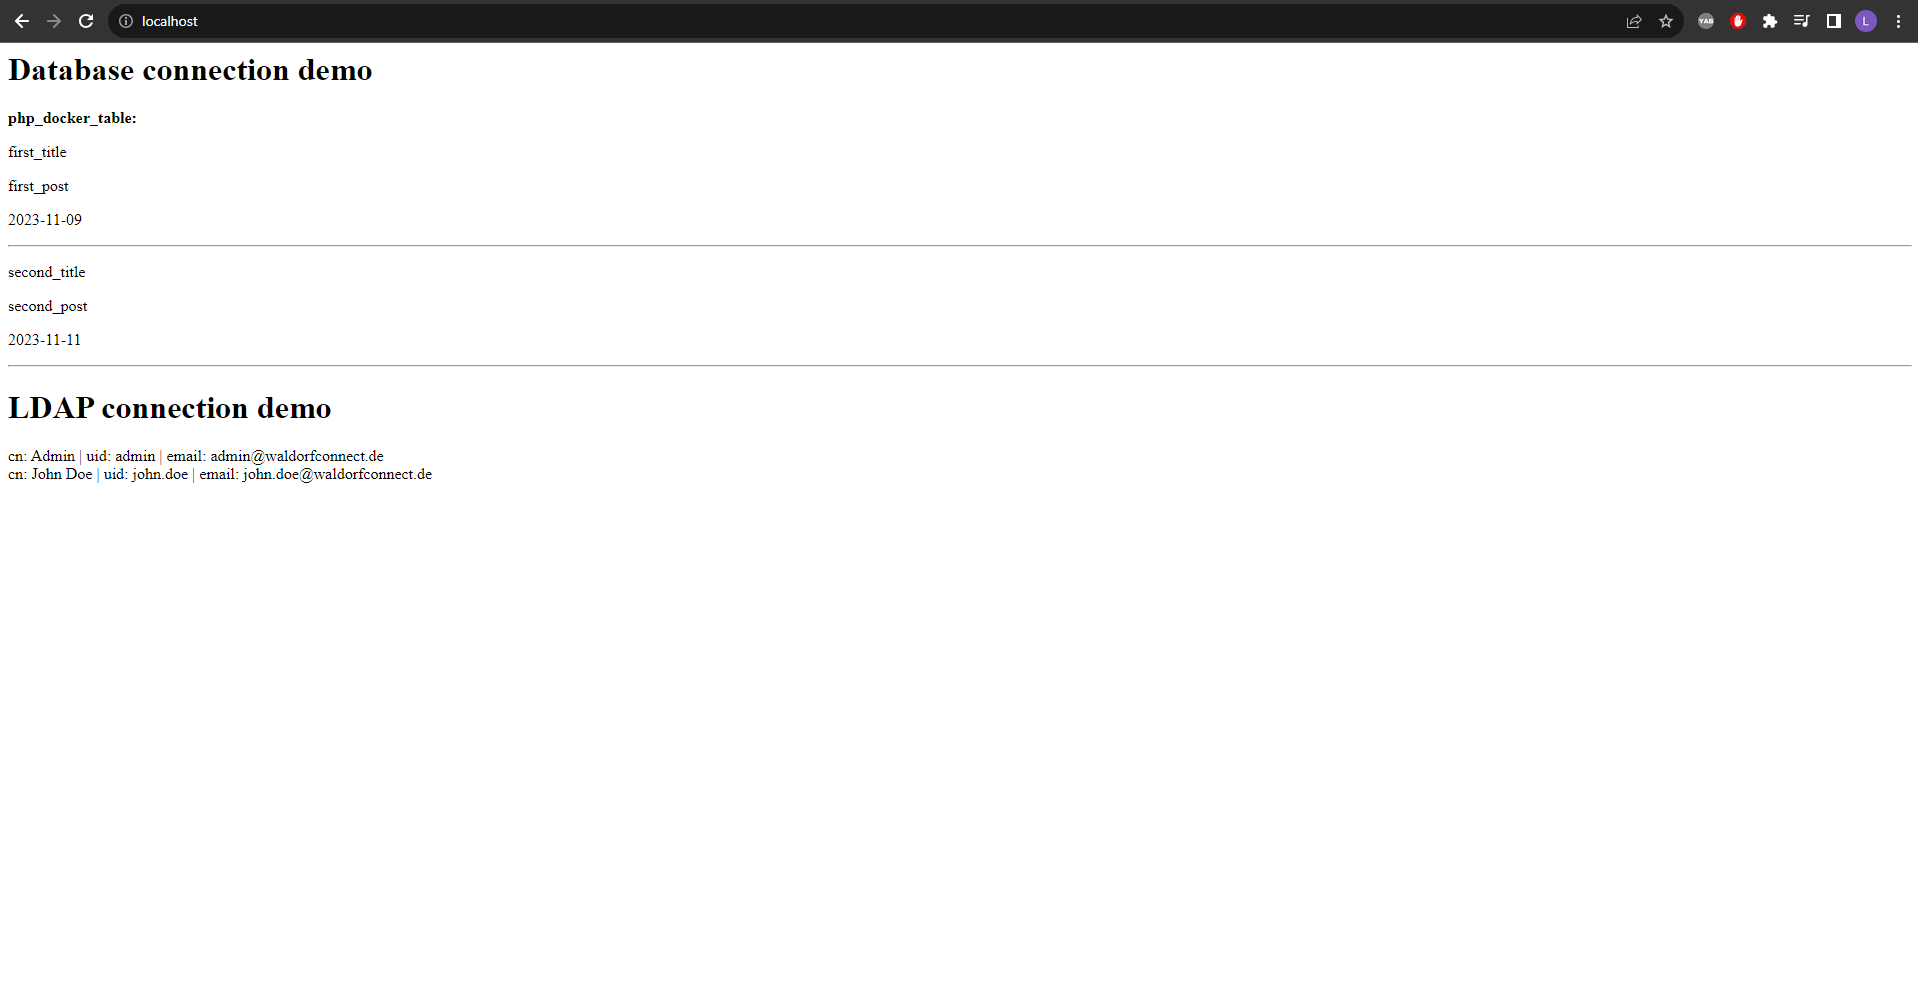 localhost
YAB
L
Database connection demo
php_docker_table:
first_title
first_post
2023-11-09
second_title
second_post
2023-11-11
LDAP connection demo
cn: Admin | uid: admin | email: admin@waldorfconnect.de
cn: John Doe | uid: john.doe | email: john.doe@waldorfconnect.de